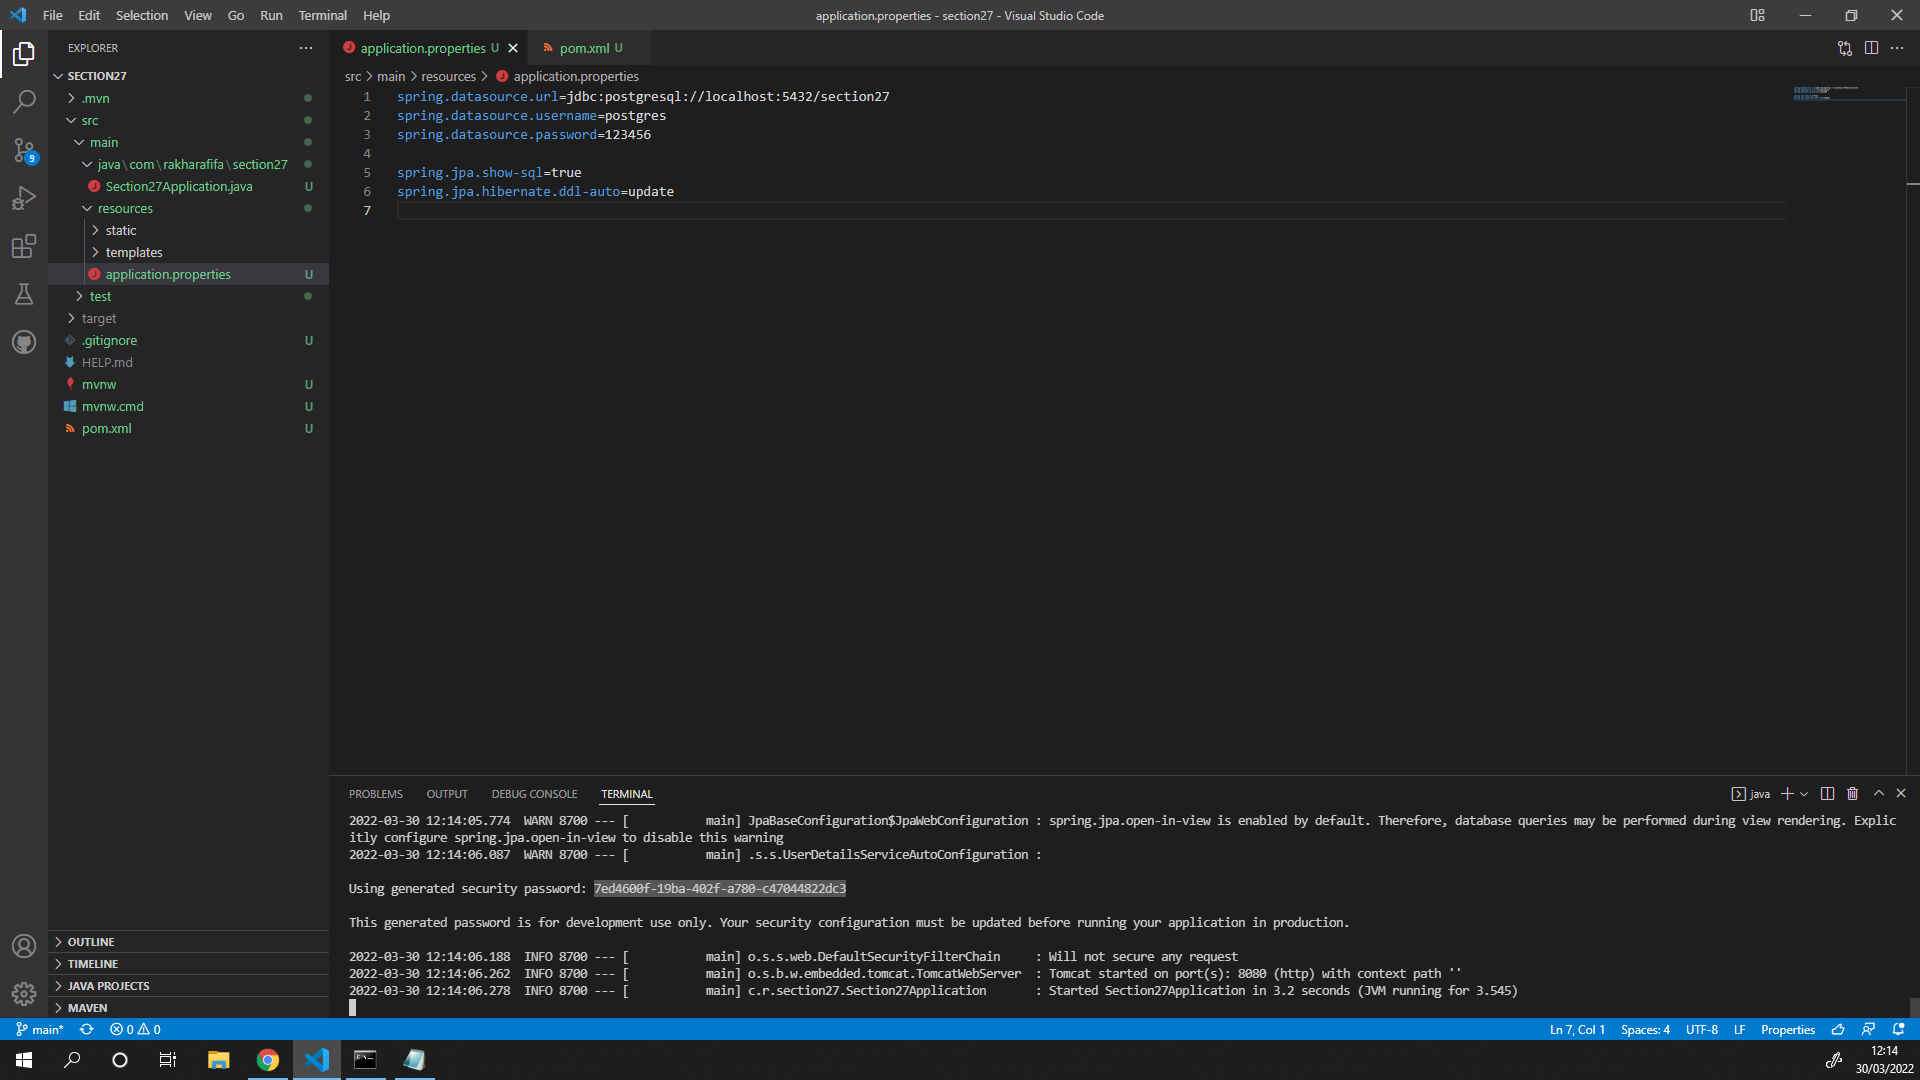 File Edit Selection View Go Run Terminal Help
application.properties - section27 - Visual Studio Code
EXPLORER
SECTION27
.mvn
src
main
java\com\rakharafifa\section27
Section27Application.java U
resources
static
templates
application.properties U
test
target
.gitignore U
HELP.md
mvnw U
mvnw.cmd U
pom.xml U
OUTLINE
TIMELINE
JAVA PROJECTS
MAVEN
9
application.properties U
pom.xml U
src > main > resources > application.properties
1 spring.datasource.url=jdbc:postgresql://localhost:5432/section27
2 spring.datasource.username=postgres
3 spring.datasource.password=123456
4
5 spring.jpa.show-sql=true
6 spring.jpa.hibernate.ddl-auto=update
7
PROBLEMS OUTPUT DEBUG CONSOLE TERMINAL
java
2022-03-30 12:14:05.774  WARN 8700 --- [           main] JpaBaseConfiguration$JpaWebConfiguration : spring.jpa.open-in-view is enabled by default. Therefore, database queries may be performed during view rendering. Explic
itly configure spring.jpa.open-in-view to disable this warning
2022-03-30 12:14:06.087  WARN 8700 --- [           main] .s.s.UserDetailsServiceAutoConfiguration :
Using generated security password: 7ed4600f-19ba-402f-a780-c47044822dc3
This generated password is for development use only. Your security configuration must be updated before running your application in production.
2022-03-30 12:14:06.188  INFO 8700 --- [           main] o.s.s.web.DefaultSecurityFilterChain     : Will not secure any request
2022-03-30 12:14:06.262  INFO 8700 --- [           main] o.s.b.w.embedded.tomcat.TomcatWebServer  : Tomcat started on port(s): 8080 (http) with context path ''
2022-03-30 12:14:06.278  INFO 8700 --- [           main] c.r.section27.Section27Application       : Started Section27Application in 3.2 seconds (JVM running for 3.545)
main* 0 0
Ln 7, Col 1 Spaces: 4 UTF-8 LF Properties
12:14
30/03/2022